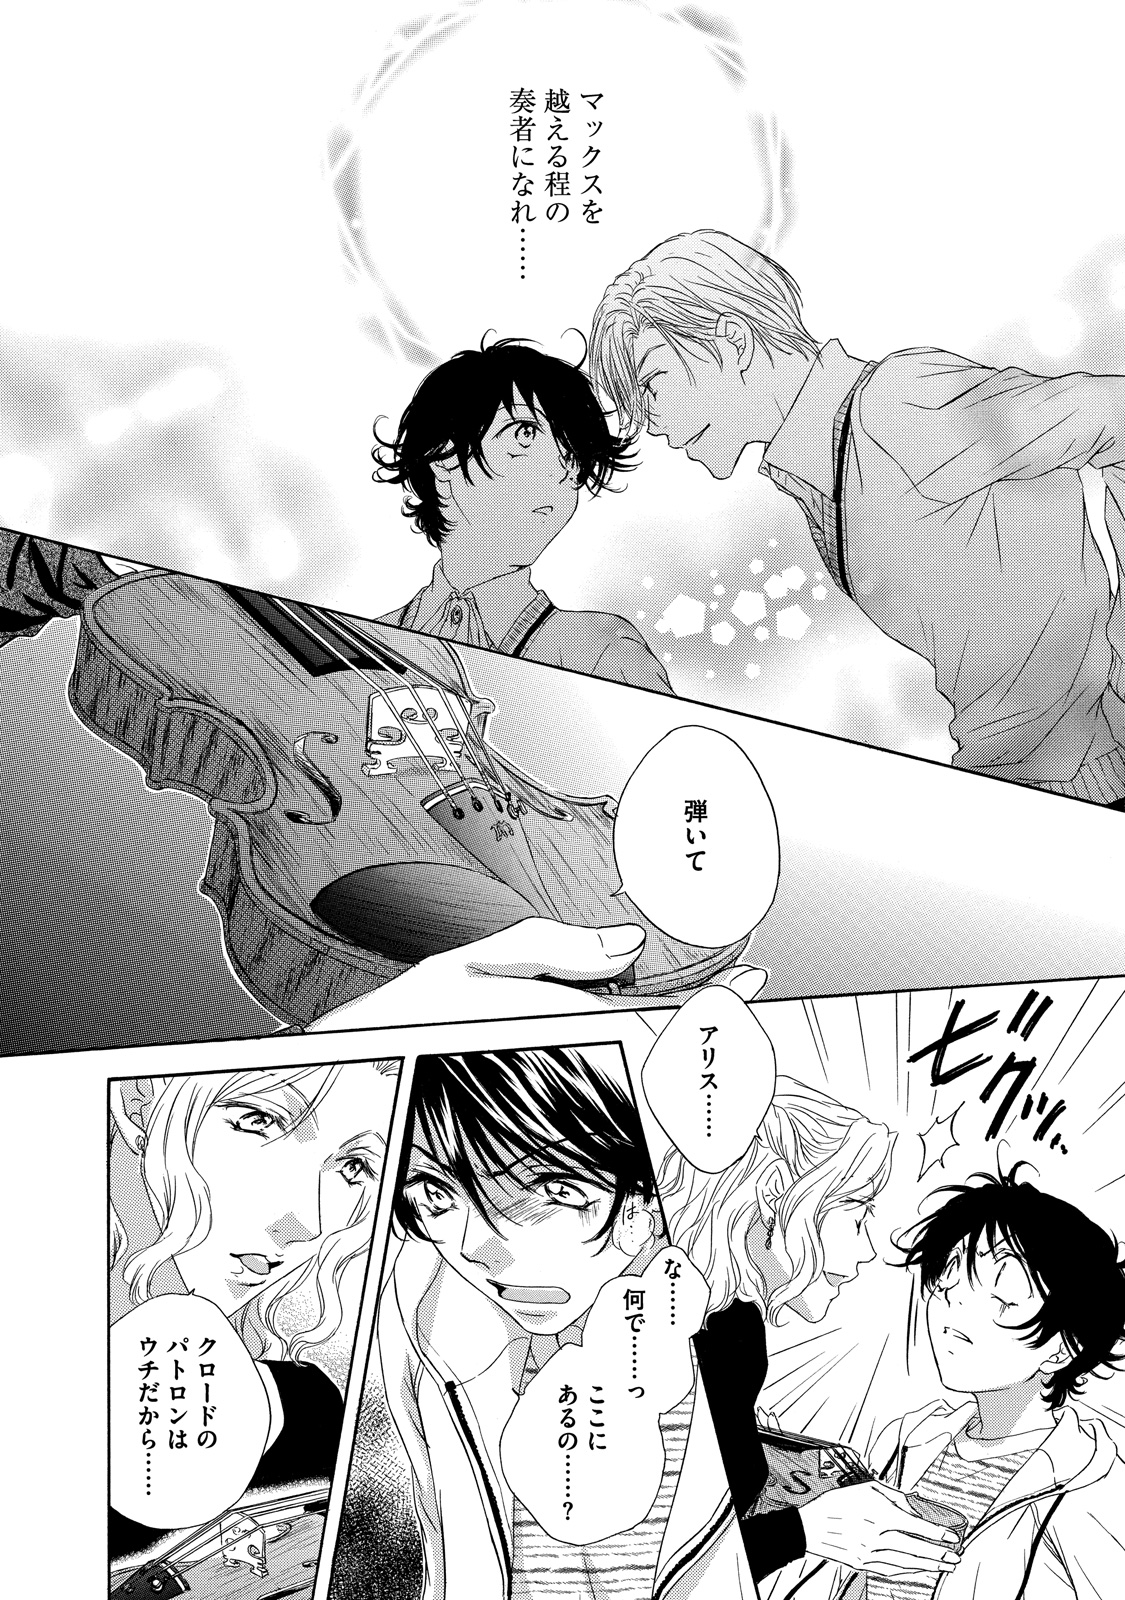 マックスを
越える程の
奏者になれ……
弾いて
アリス……
ビクッ…
は…
な……
何で……っ
ここに
あるの……?
クロードの
パトロンは
ウチだから……